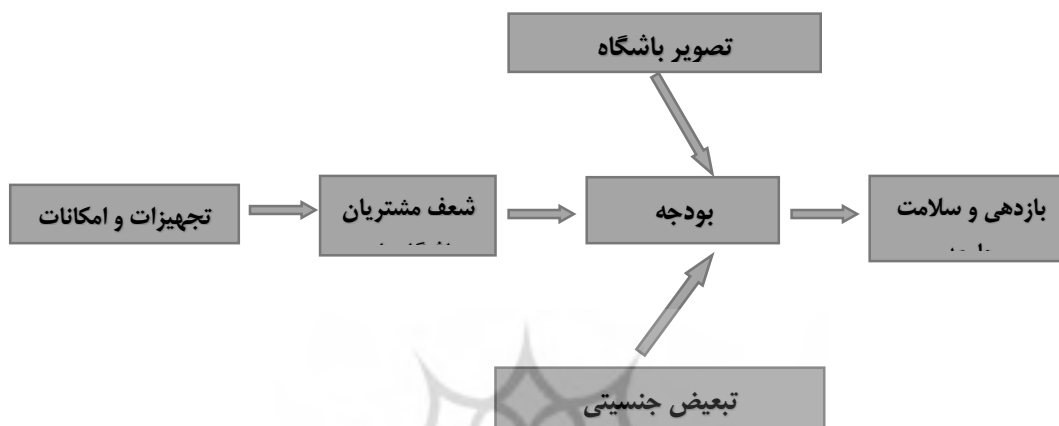 تصویر باشگاه
تجهیزات و امکانات
شعف مشتریان
بودجه
بازدهی و سلامت
تبعیض جنسیتی